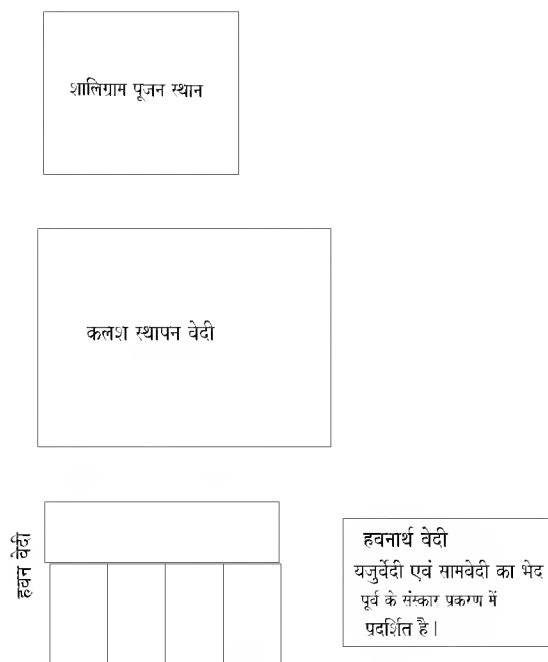 शालिग्राम पूजन स्थान
कलश स्थापन वेदी
हवन वेदी
हवनार्थ वेदी
यजुर्वेदी एवं सामवेदी का भेद
पूर्व के संस्कार प्रकरण में
प्रदर्शित है।